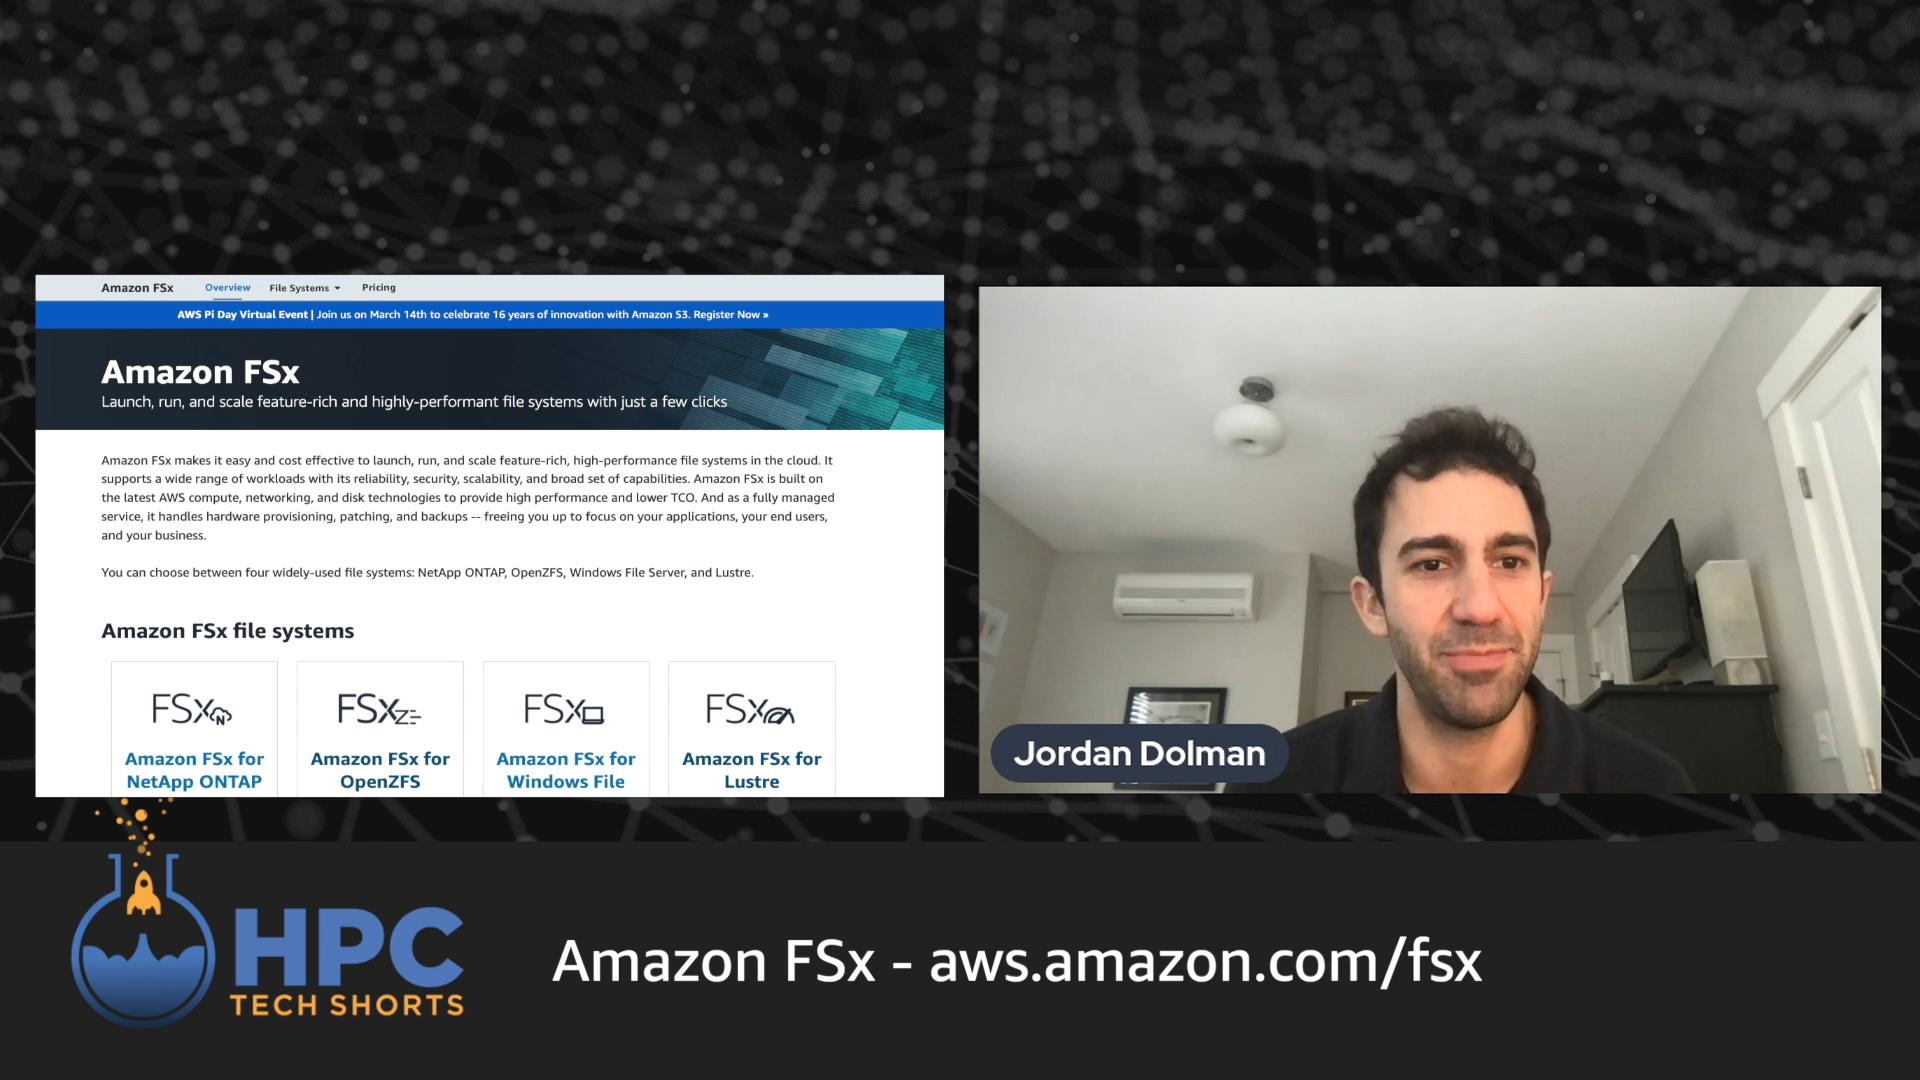 Amazon FSx Overview File Systems Pricing
AWS Pi Day Virtual Event | Join us on March 14th to celebrate 16 years of innovation with Amazon S3. Register Now »
Amazon FSx
Launch, run, and scale feature-rich and highly-performant file systems with just a few clicks
Amazon FSx makes it easy and cost effective to launch, run, and scale feature-rich, high-performance file systems in the cloud. It
supports a wide range of workloads with its reliability, security, scalability, and broad set of capabilities. Amazon FSx is built on
the latest AWS compute, networking, and disk technologies to provide high performance and lower TCO. And as a fully managed
service, it handles hardware provisioning, patching, and backups -- freeing you up to focus on your applications, your end users,
and your business.
You can choose between four widely-used file systems: NetApp ONTAP, OpenZFS, Windows File Server, and Lustre.
Amazon FSx file systems
FSx N
Amazon FSx for
NetApp ONTAP
FSx Z
Amazon FSx for
OpenZFS
FSx
Amazon FSx for
Windows File
FSx
Amazon FSx for
Lustre
Jordan Dolman
HPC
TECH SHORTS
Amazon FSx - aws.amazon.com/fsx